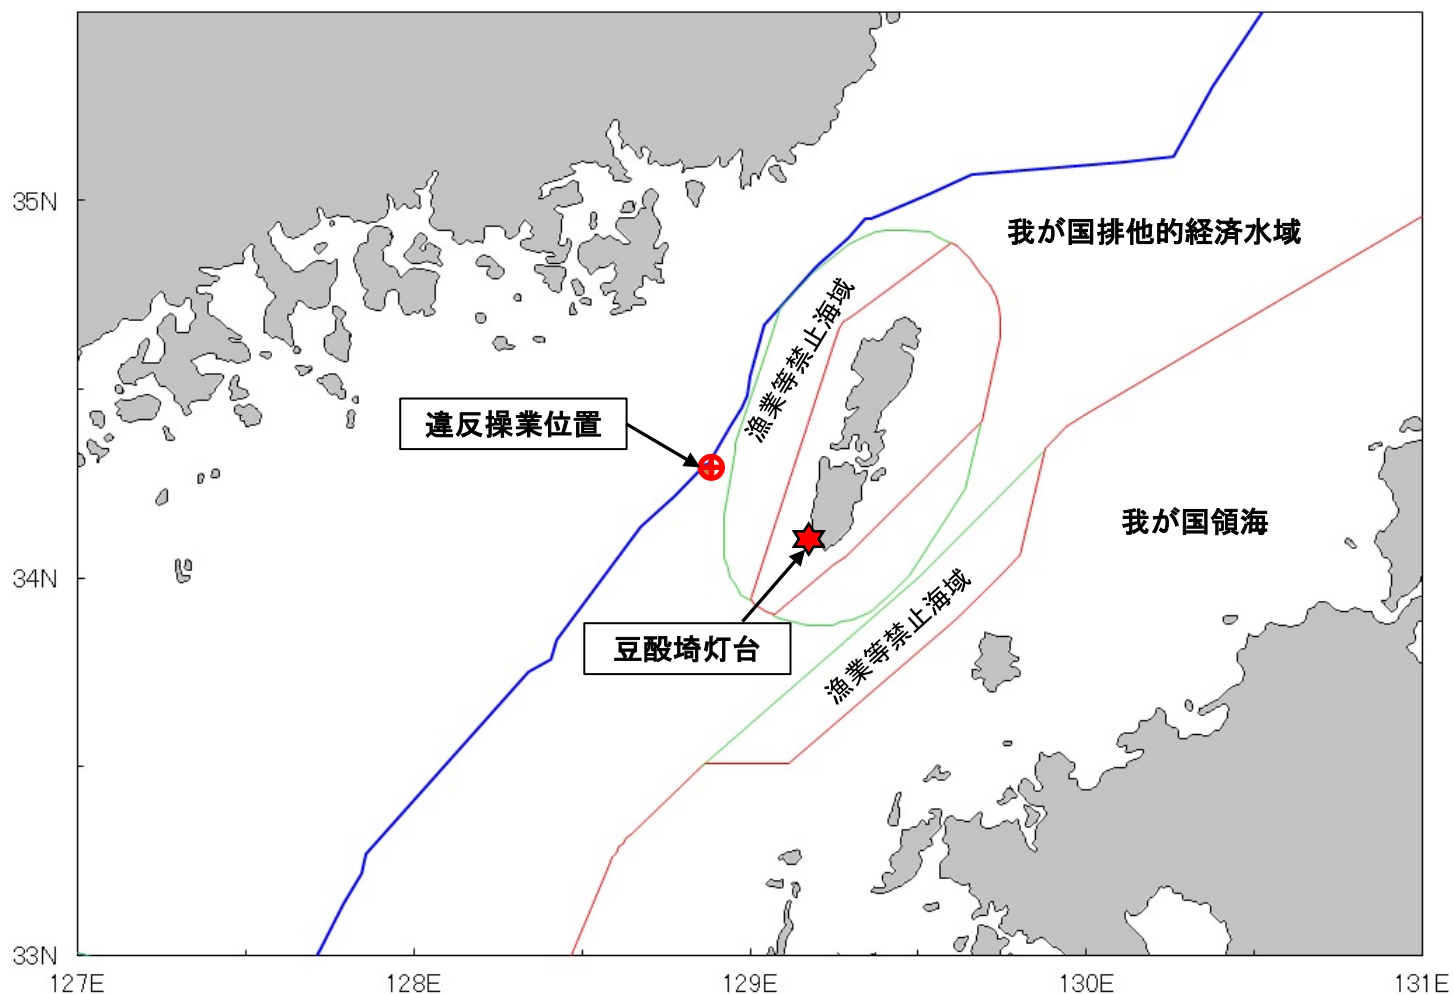 35N
我が国排他的経済水域
漁業等禁止海域
違反操業位置
我が国領海
34N
漁業等禁止海域
豆酘埼灯台
33N
127E
128E
129E
130E
131E